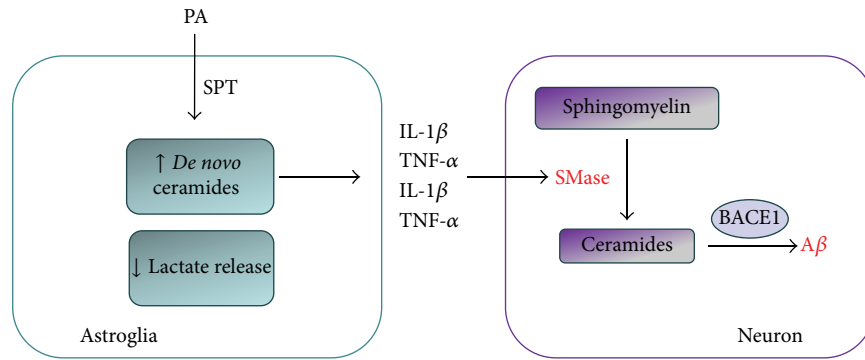 PA
SPT
↑ De novo
ceramides
↓ Lactate release
Astroglia
IL-1β
TNF-α
IL-1β
TNF-α
Sphingomyelin
SMase
Ceramides
BACE1
Aβ
Neuron